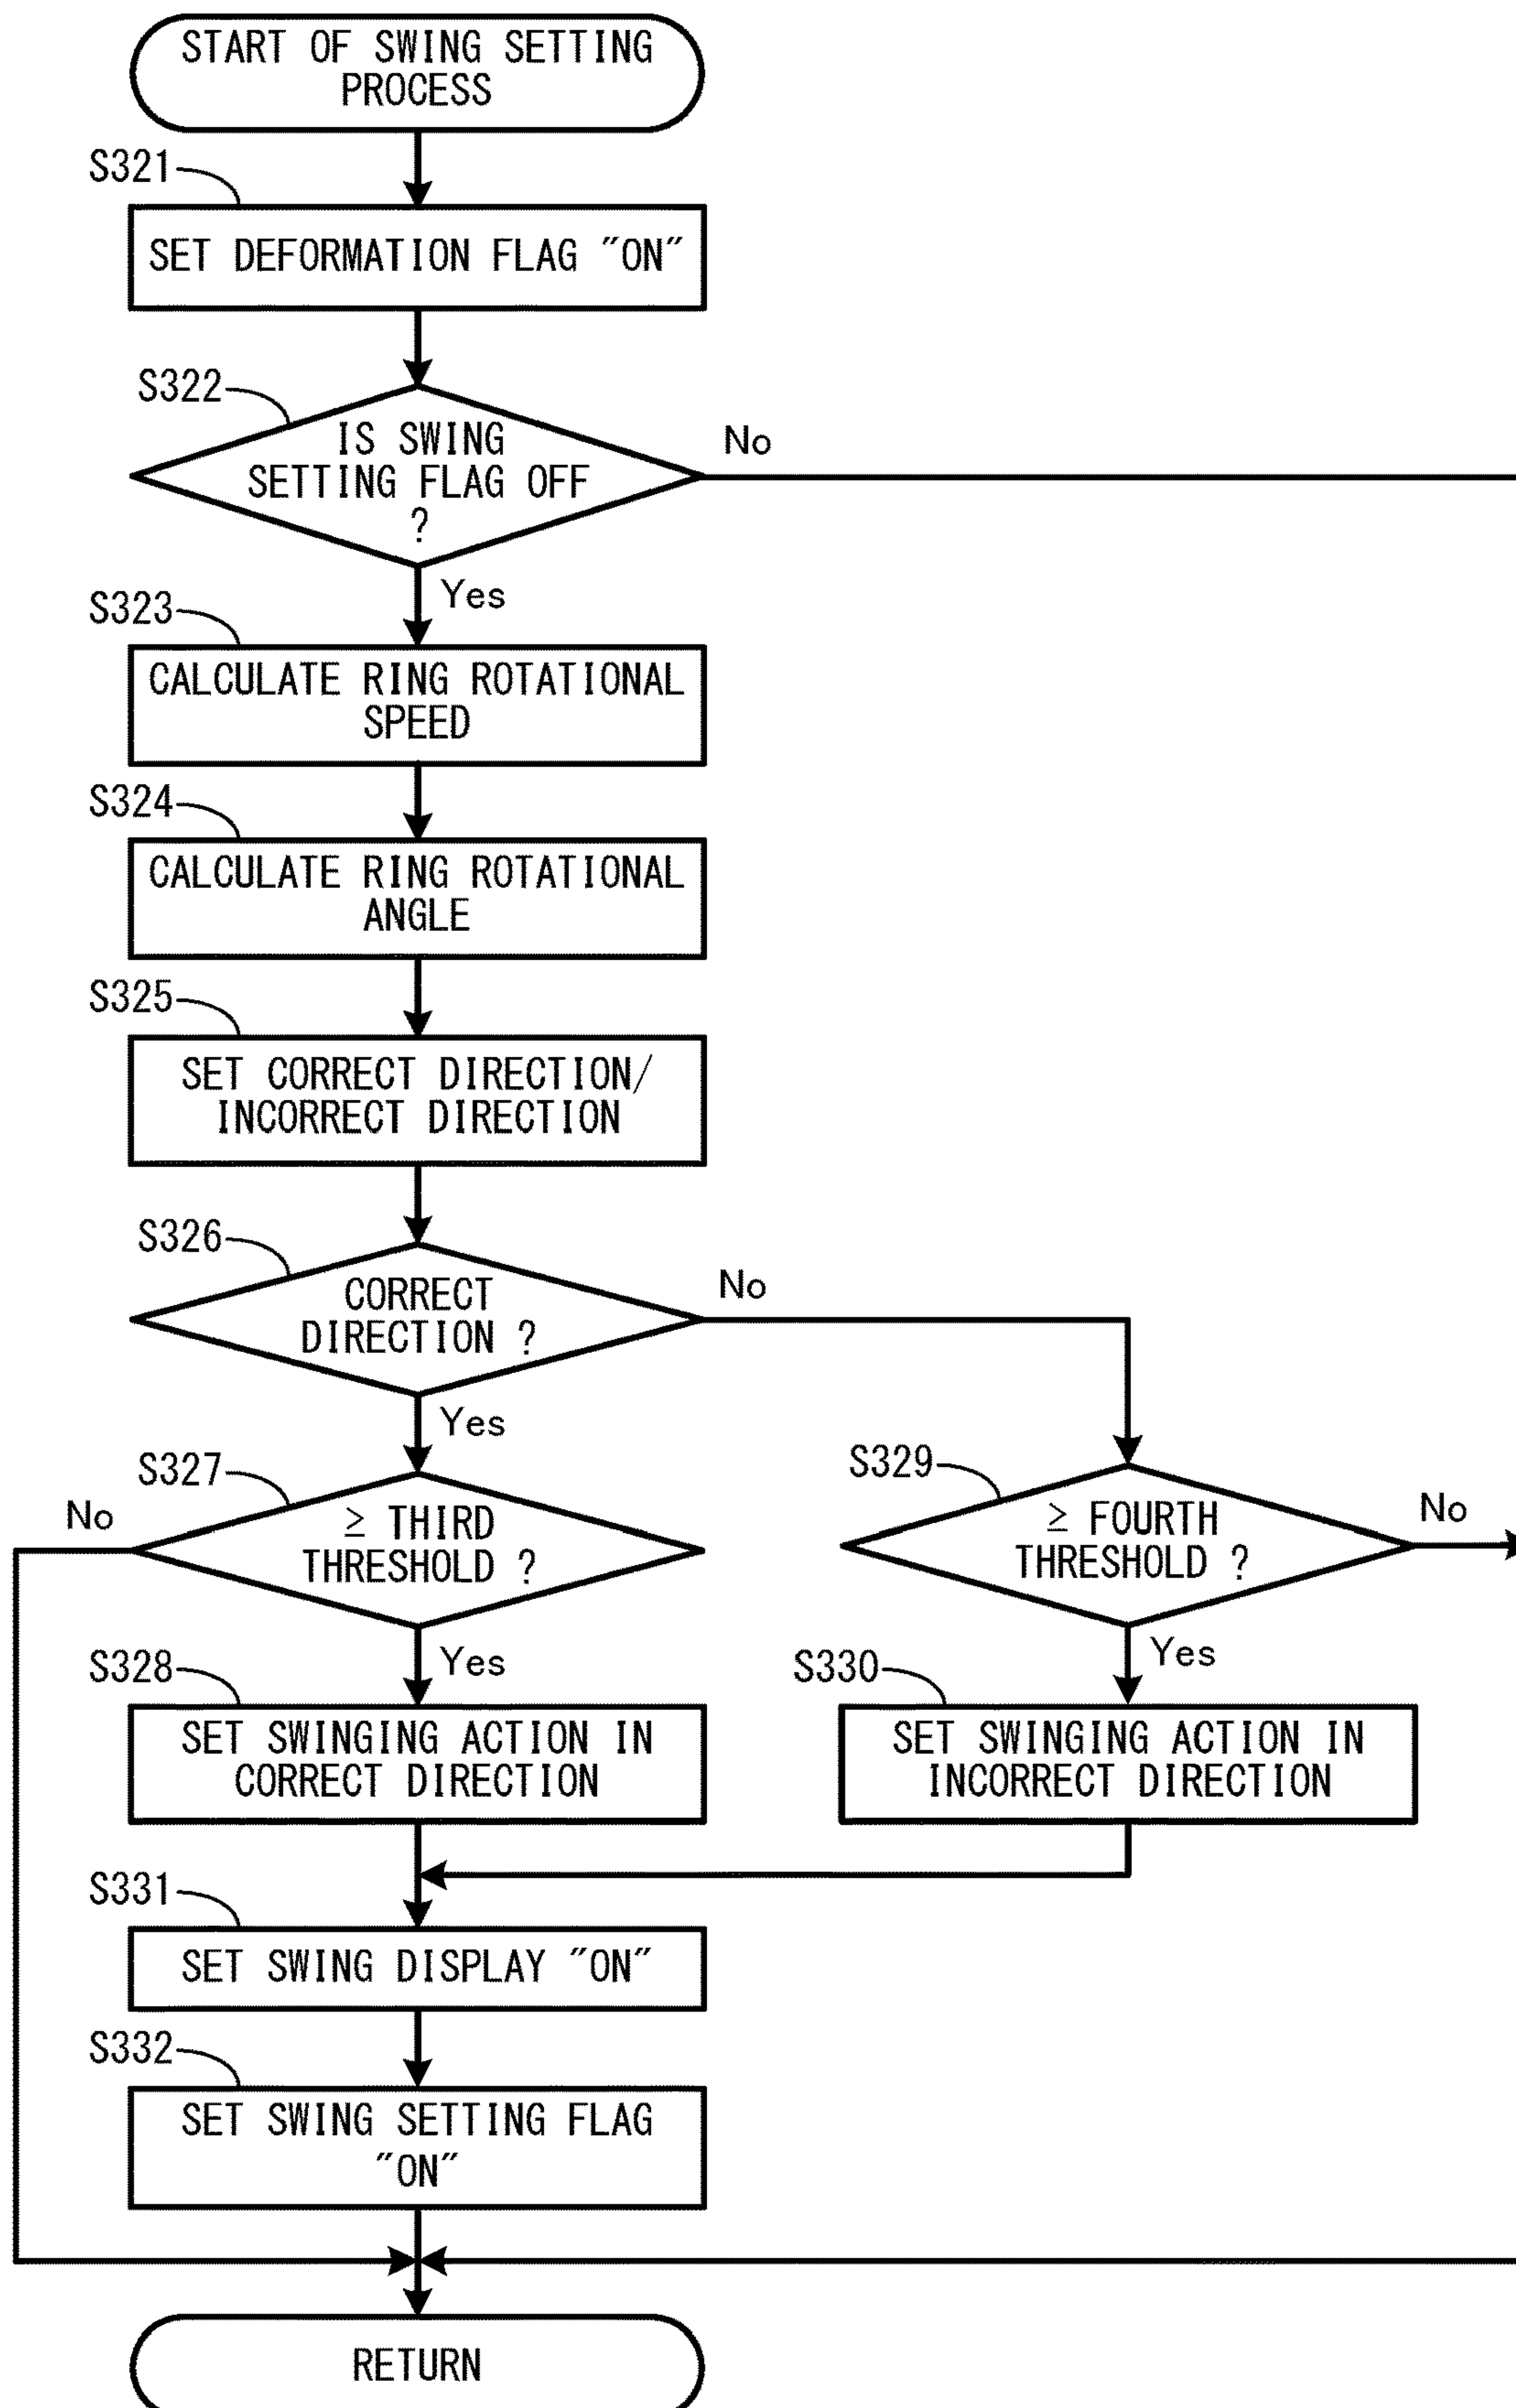 START OF SWING SETTING
PROCESS
S321
SET DEFORMATION FLAG "ON"
S322
IS SWING
SETTING FLAG OFF
?
No
Yes
S323
CALCULATE RING ROTATIONAL
SPEED
S324
CALCULATE RING ROTATIONAL
ANGLE
S325
SET CORRECT DIRECTION/
INCORRECT DIRECTION
S326
CORRECT
DIRECTION ?
No
Yes
S327
≥ THIRD
THRESHOLD ?
No
Yes
S329
≥ FOURTH
THRESHOLD ?
No
Yes
S328
SET SWINGING ACTION IN
CORRECT DIRECTION
S330
SET SWINGING ACTION IN
INCORRECT DIRECTION
S331
SET SWING DISPLAY "ON"
S332
SET SWING SETTING FLAG
"ON"
RETURN